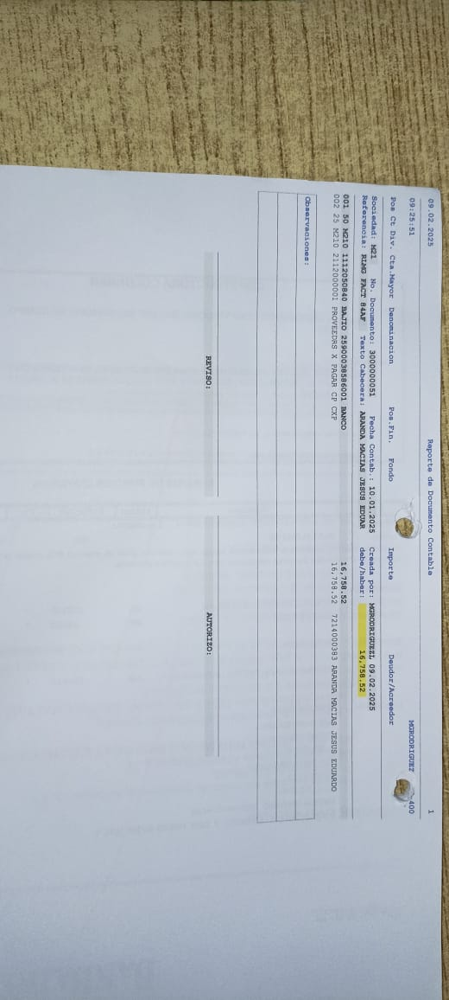 09.02.2025 Reporte de Documento Contable 1
09:25:51 MGRODRIGUEZ -400
Pos Ct Div. Cta.Mayor Denominacion Pos.Fin. Fondo Importe Deudor/Acreedor
Sociedad: M21 No. Documento: 3000000051 Fecha Contab.: 10.01.2025 Creada por: MGRODRIGUEZL 09.02.2025
Referencia: RIMG FACT 84AF Texto Cabecera: ARANDA MACIAS JESUS EDUAR debe/haber: 16,758.52
001 50 M210 1112050840 BAJIO 25900038586001 BANCO 16,758.52
002 25 M210 2112000001 PROVEEDRS X PAGAR CP CXP 16,758.52 7214000383 ARANDA MACIAS JESUS EDUARDO
Observaciones:
REVISO: AUTORIZO: